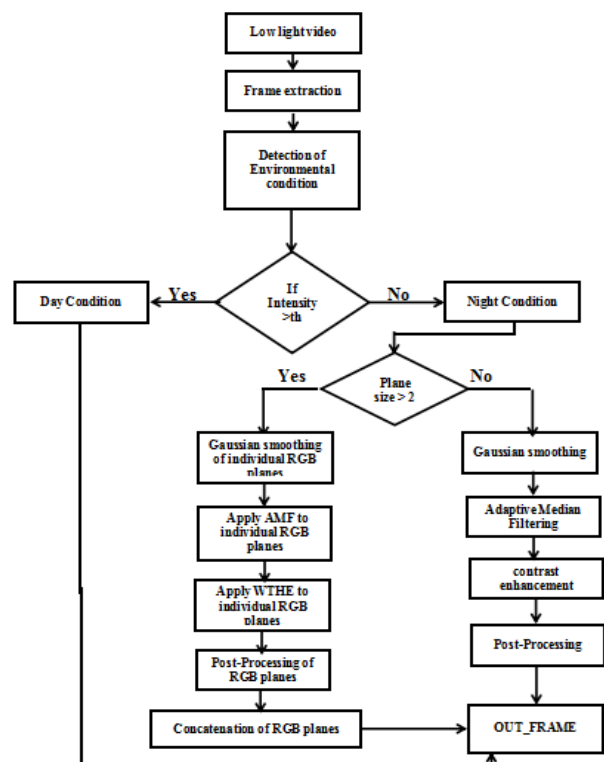 Low light video
Frame extraction
Detection of
Environmental
condition
If
Intensity
>th
Yes
No
Day Condition
Night Condition
Plane
size > 2
Yes
No
Gaussian smoothing
of individual RGB
planes
Gaussian smoothing
Apply AMF to
individual RGB
planes
Adaptive Median
Filtering
Apply WTHE to
individual RGB
planes
contrast
enhancement
Post-Processing of
RGB planes
Post-Processing
Concatenation of RGB planes
OUT_FRAME